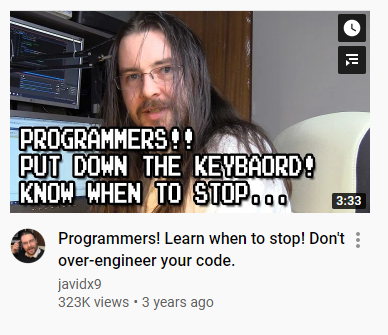 PROGRAMMERS!!
PUT DOWN THE KEYBAORD!
KNOW WHEN TO STOP...
3:33
Programmers! Learn when to stop! Don't
over-engineer your code.
javidx9
323K views • 3 years ago